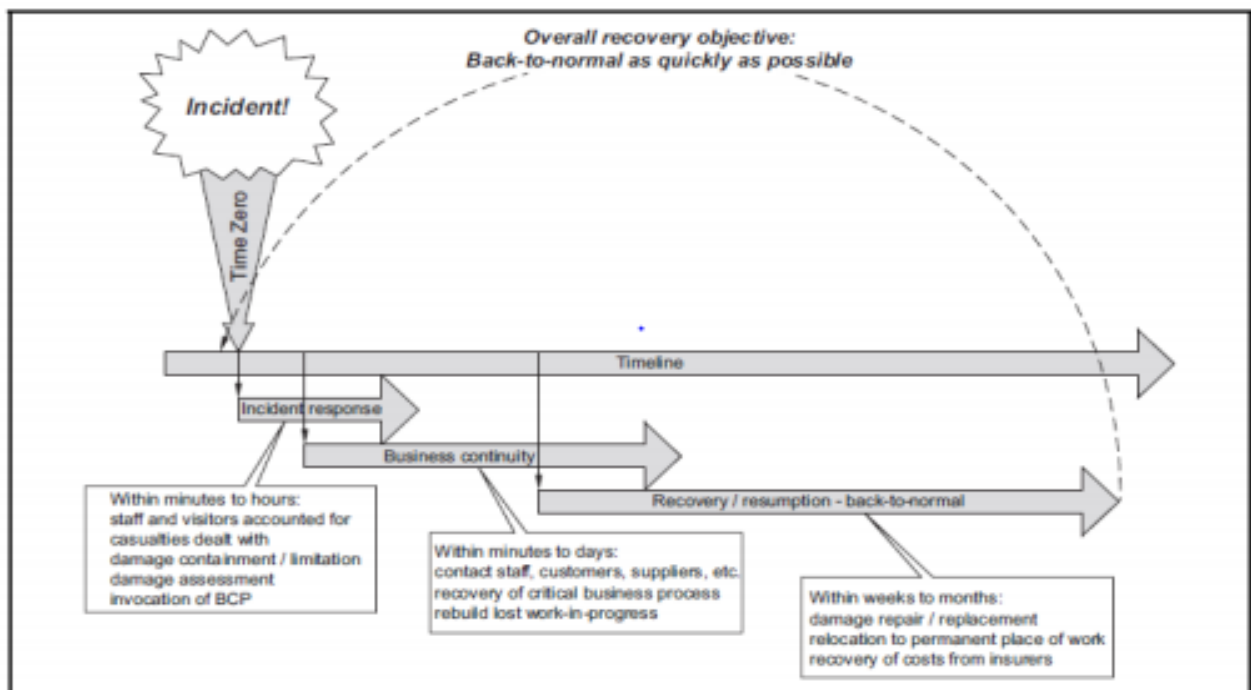 Overall recovery objective:
Back-to-normal as quickly as possible
Incident!
Time Zero
Timeline
Incident response
Business continuity
Recovery / resumption - back-to-normal
Within minutes to hours:
staff and visitors accounted for
casualties dealt with
damage containment / limitation
damage assessment
invocation of BCP
Within minutes to days:
contact staff, customers, suppliers, etc.
recovery of critical business process
rebuild lost work-in-progress
Within weeks to months:
damage repair / replacement
relocation to permanent place of work
recovery of costs from insurers